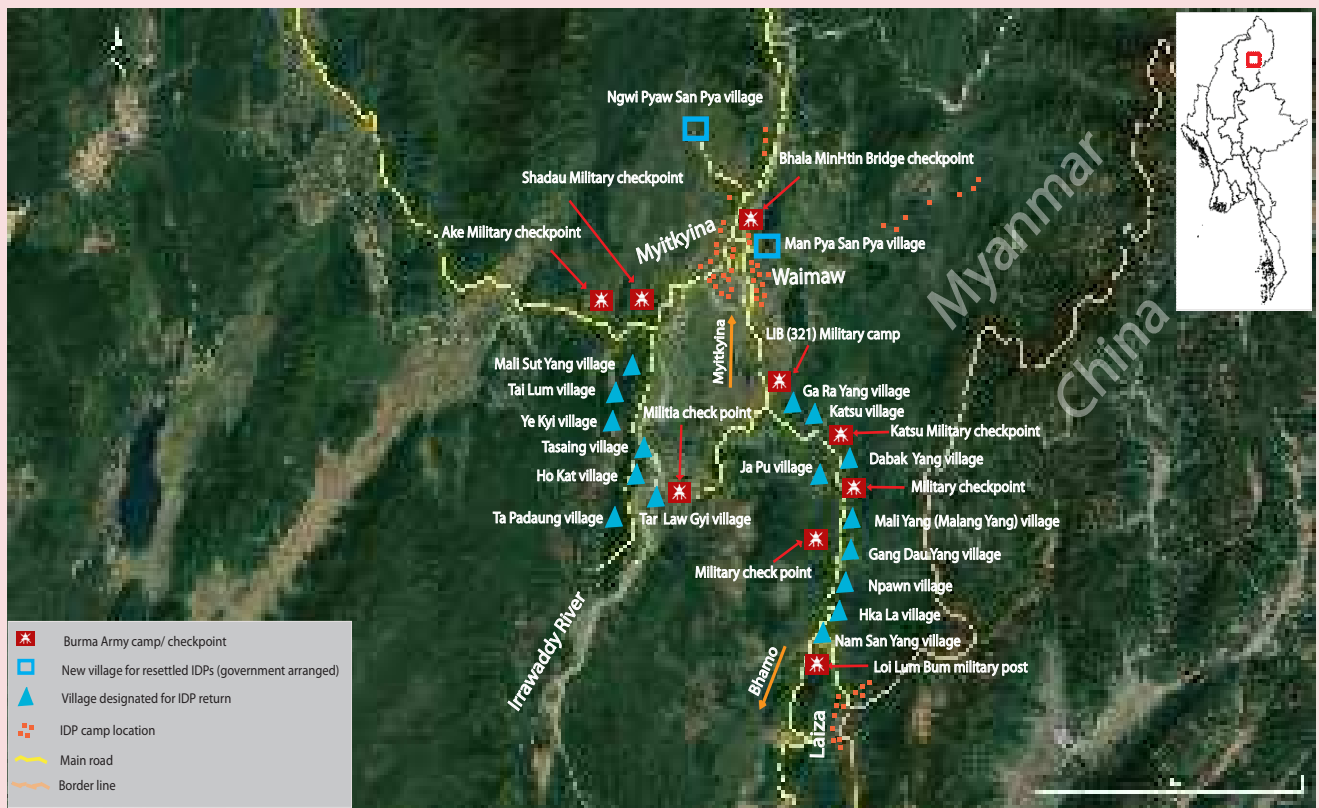 Ngwi Pyaw San Pya village
Bhala MinHtin Bridge checkpoint
Shadau Military checkpoint
Ake Military checkpoint
Myitkyina
Man Pya San Pya village
Waimaw
Myanmar
China
LIB (321) Military camp
Myitkyina
Mali Sut Yang village
Tai Lum village
Ga Ra Yang village
Katsu village
Militia check point
Ye Kyi village
Katsu Military checkpoint
Tasaing village
Dabak Yang village
Ja Pu village
Ho Kat village
Military checkpoint
Ta Padaung village
Tar Law Gyi village
Mali Yang (Malang Yang) village
Gang Dau Yang village
Military check point
Npawn village
Hka La village
Nam San Yang village
Loi Lum Bum military post
Irrawaddy River
Bhamo
Laiza
Burma Army camp/ checkpoint
New village for resettled IDPs (government arranged)
Village designated for IDP return
IDP camp location
Main road
Border line